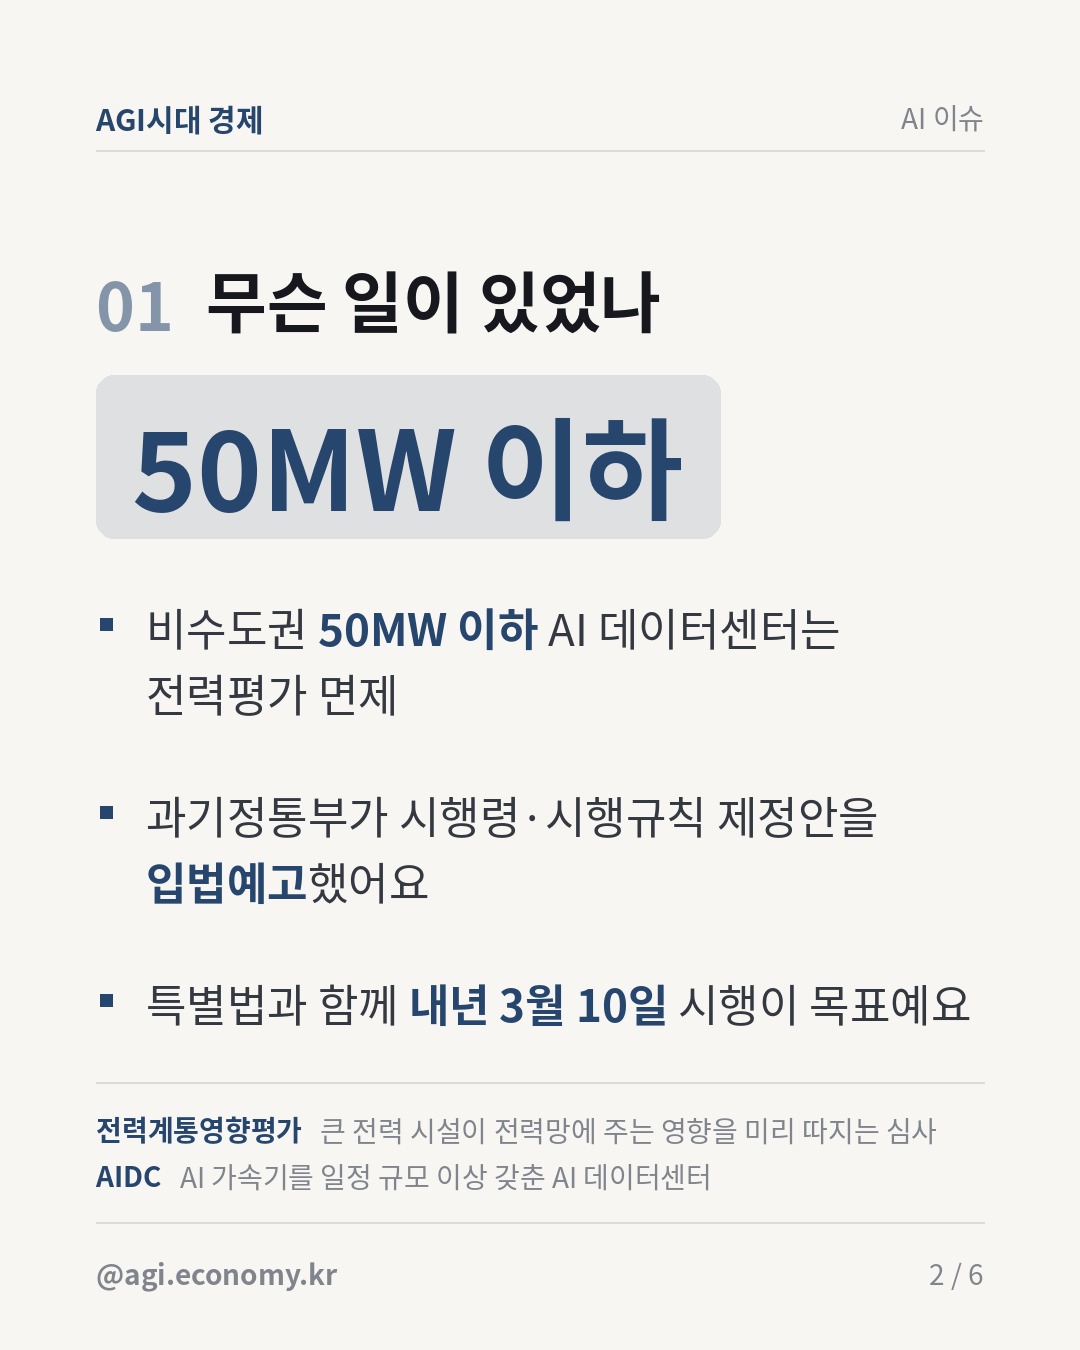 AGI시대 경제
AI 이슈
01 무슨 일이 있었나
50MW 이하
▪ 비수도권 50MW 이하 AI 데이터센터는
전력평가 면제
▪ 과기정통부가 시행령·시행규칙 제정안을
입법예고했어요
▪ 특별법과 함께 내년 3월 10일 시행이 목표예요
전력계통영향평가 큰 전력 시설이 전력망에 주는 영향을 미리 따지는 심사
AIDC AI 가속기를 일정 규모 이상 갖춘 AI 데이터센터
@agi.economy.kr
2 / 6